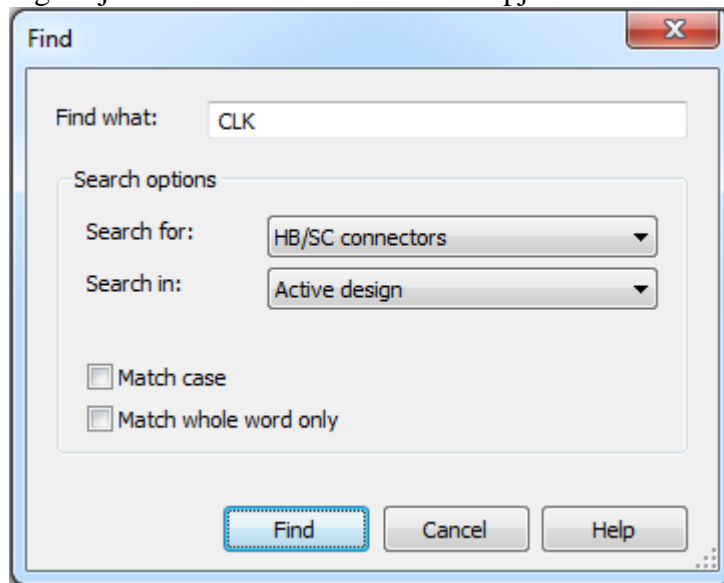 Find
Find what: CLK
Search options
Search for: HB/SC connectors
Search in: Active design
Match case
Match whole word only
Find Cancel Help